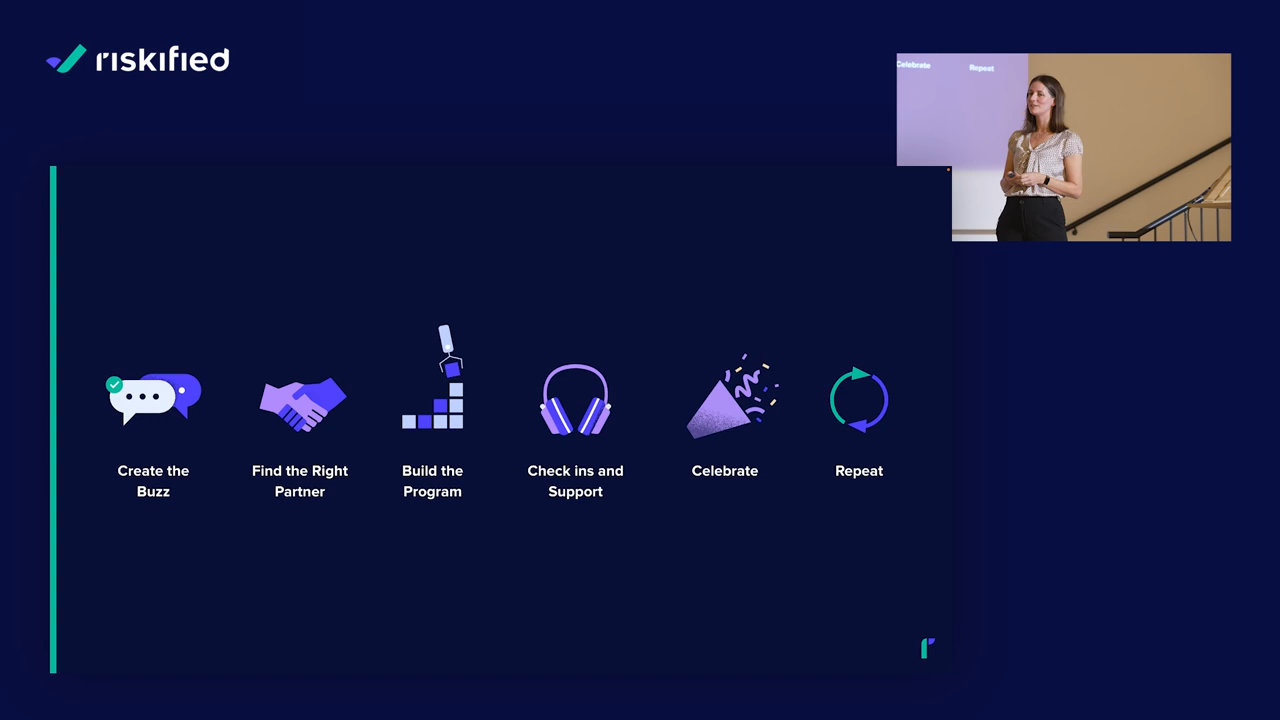 riskified
Celebrate
Repeat
Create the
Buzz
Find the Right
Partner
Build the
Program
Check ins and
Support
Celebrate
Repeat